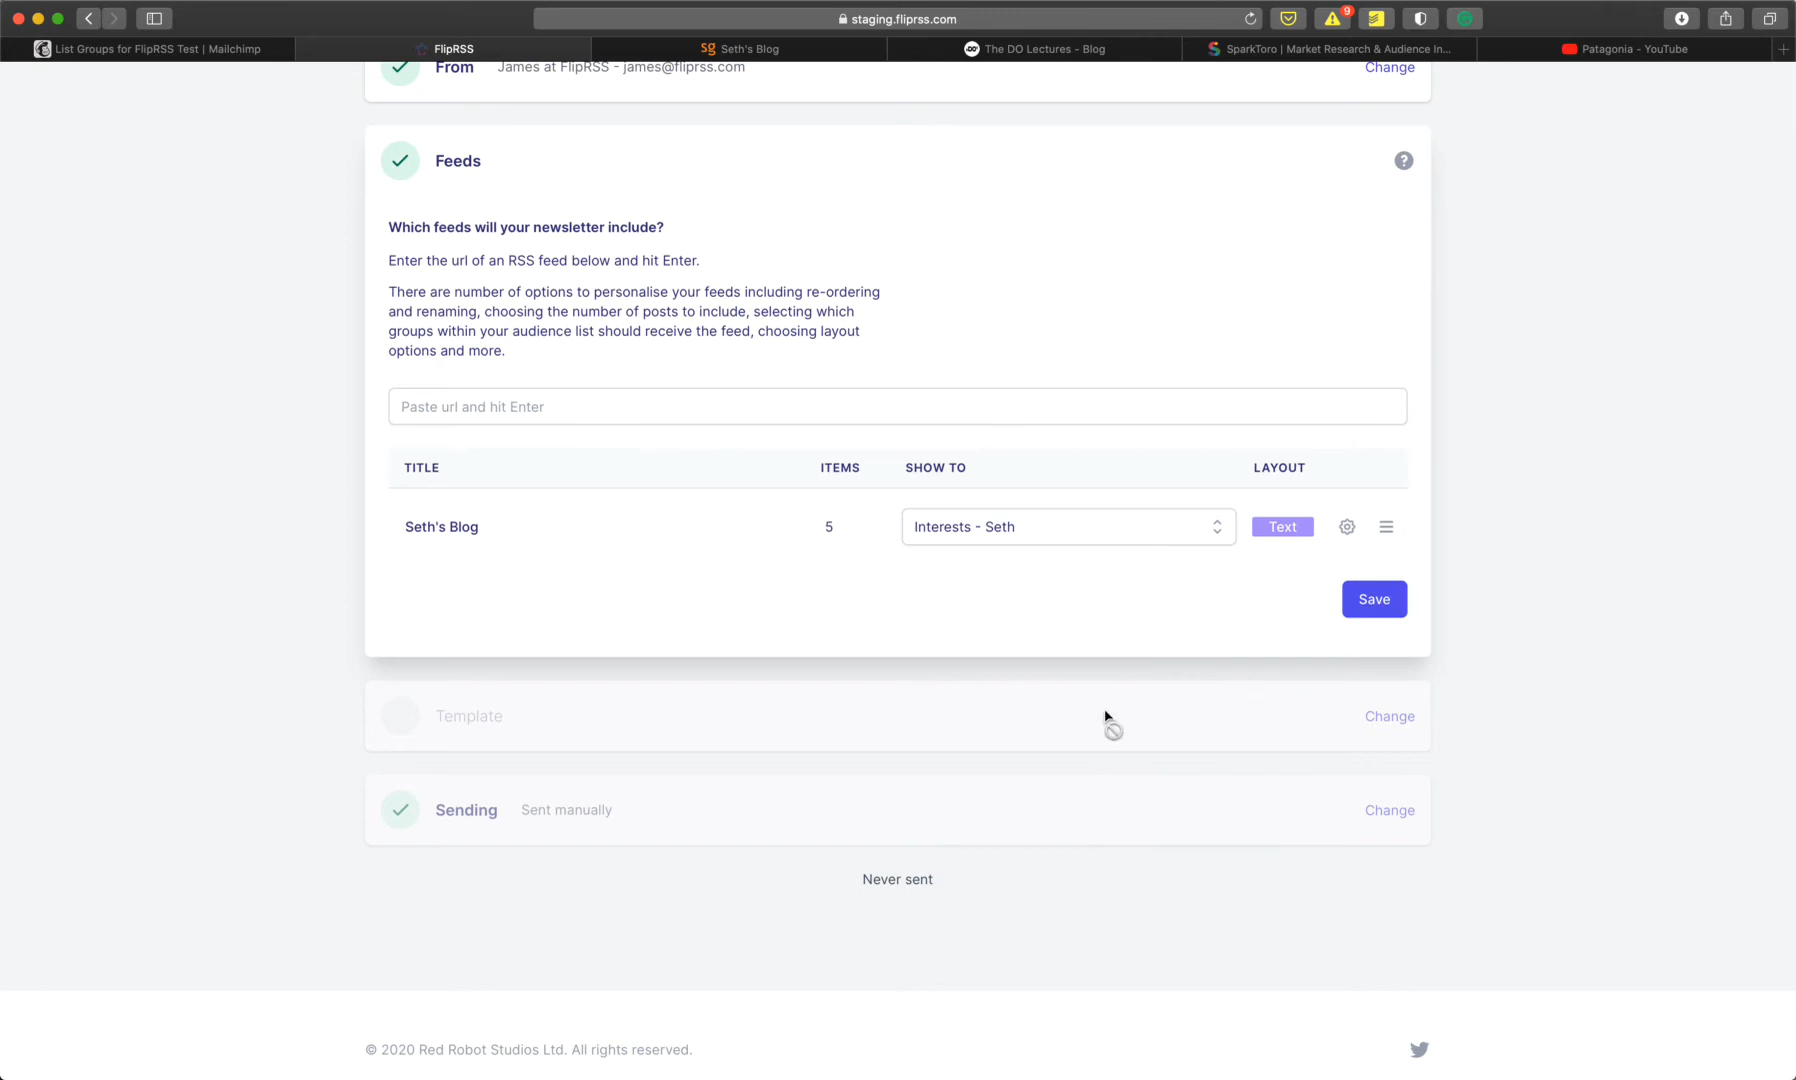 staging.fliprss.com
9
List Groups for FlipRSS Test | Mailchimp
FlipRSS
sg Seth's Blog
DO The DO Lectures - Blog
SparkToro | Market Research & Audience In...
Patagonia - YouTube
From James at FlipRSS - james@fliprss.com Change
Feeds
?
Which feeds will your newsletter include?
Enter the url of an RSS feed below and hit Enter.
There are number of options to personalise your feeds including re-ordering
and renaming, choosing the number of posts to include, selecting which
groups within your audience list should receive the feed, choosing layout
options and more.
Paste url and hit Enter
TITLE ITEMS SHOW TO LAYOUT
Seth's Blog 5 Interests - Seth Text
Save
Template Change
Sending Sent manually Change
Never sent
© 2020 Red Robot Studios Ltd. All rights reserved.